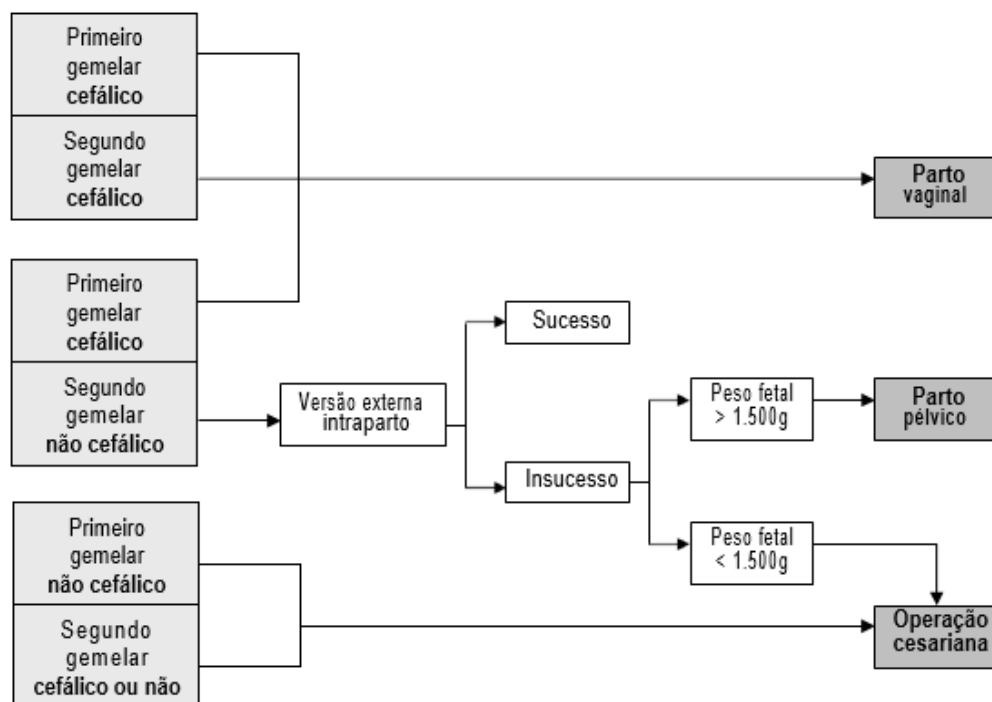 Primeiro
gemelar
cefálico
Segundo
gemelar
cefálico
Parto
vaginal
Primeiro
gemelar
cefálico
Segundo
gemelar
não cefálico
Versão externa
intraparto
Sucesso
Insucesso
Peso fetal
> 1.500g
Parto
pélvico
Peso fetal
< 1.500g
Primeiro
gemelar
não cefálico
Segundo
gemelar
cefálico ou não
Operação
cesariana